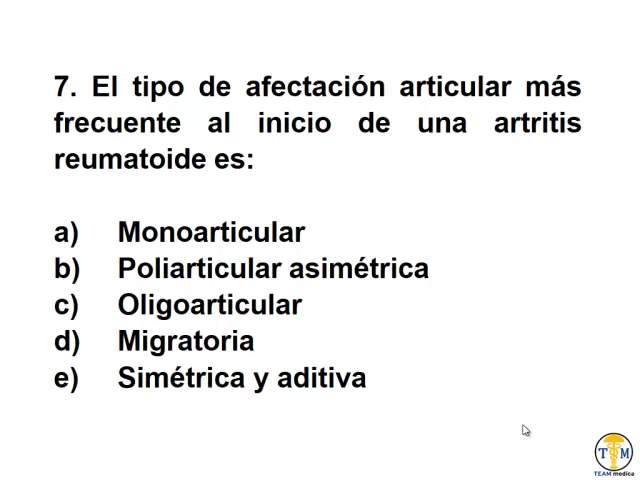 7. El tipo de afectación articular más
frecuente al inicio de una artritis
reumatoide es:
a) Monoarticular
b) Poliarticular asimétrica
c) Oligoarticular
d) Migratoria
e) Simétrica y aditiva
T M
TEAM medica